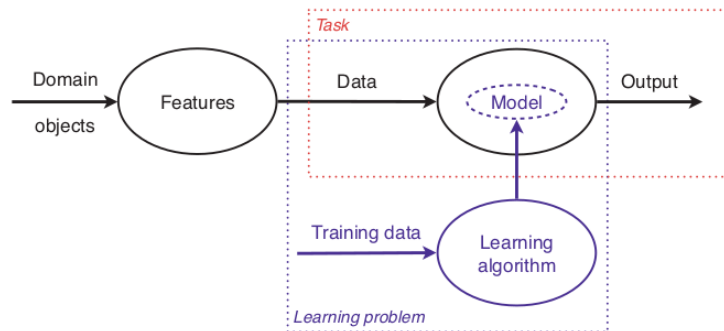 Task
Domain
objects
Features
Data
Model
Output
Training data
Learning
algorithm
Learning problem